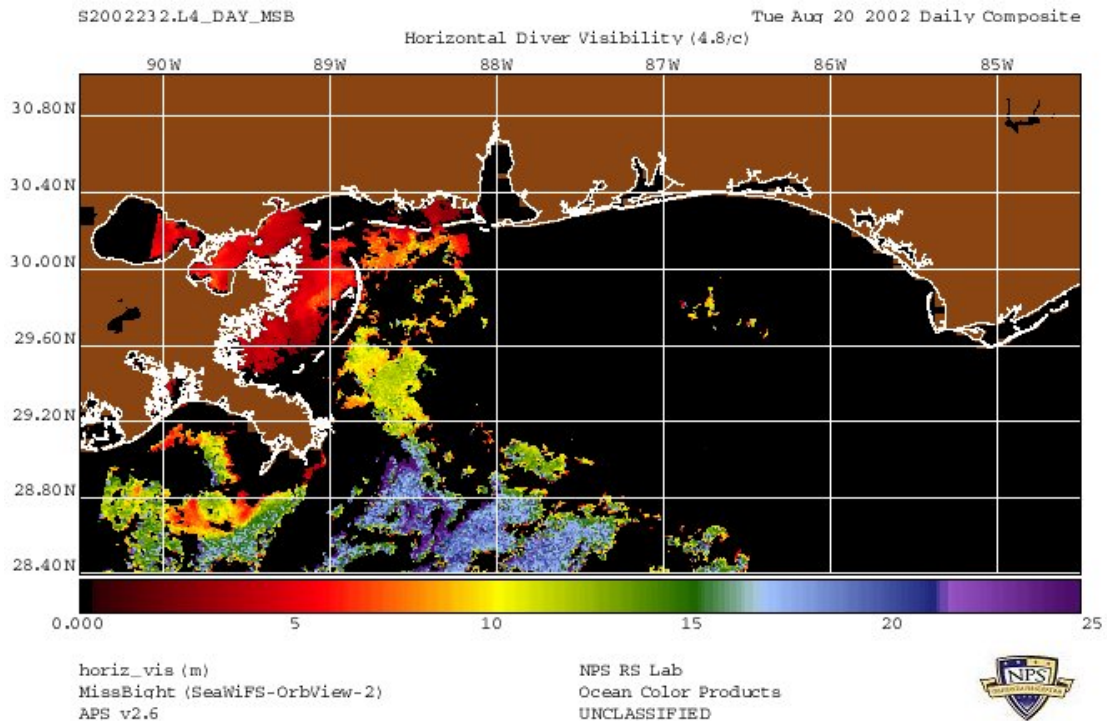 S2002232.L4_DAY_MSB Tue Aug 20 2002 Daily Composite
Horizontal Diver Visibility (4.8/c)
90W 89W 88W 87W 86W 85W
30.80N
30.40N
30.00N
29.60N
29.20N
28.80N
28.40N
0.000 5 10 15 20 25
horiz_vis (m) NPS RS Lab
MissBight (SeaWiFS-OrbView-2) Ocean Color Products
APS v2.6 UNCLASSIFIED
NPS